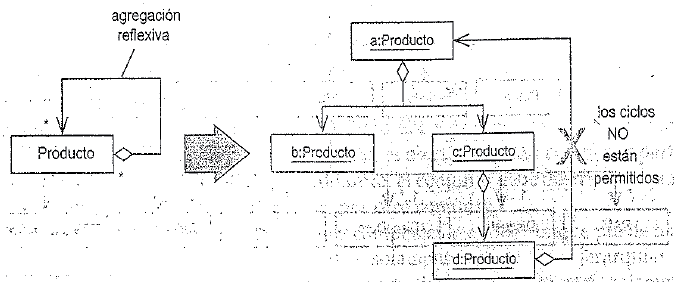 agregación
reflexiva
*
Producto
*
a:Producto
b:Producto
c:Producto
d:Producto
los ciclos
NO
están
permitidos